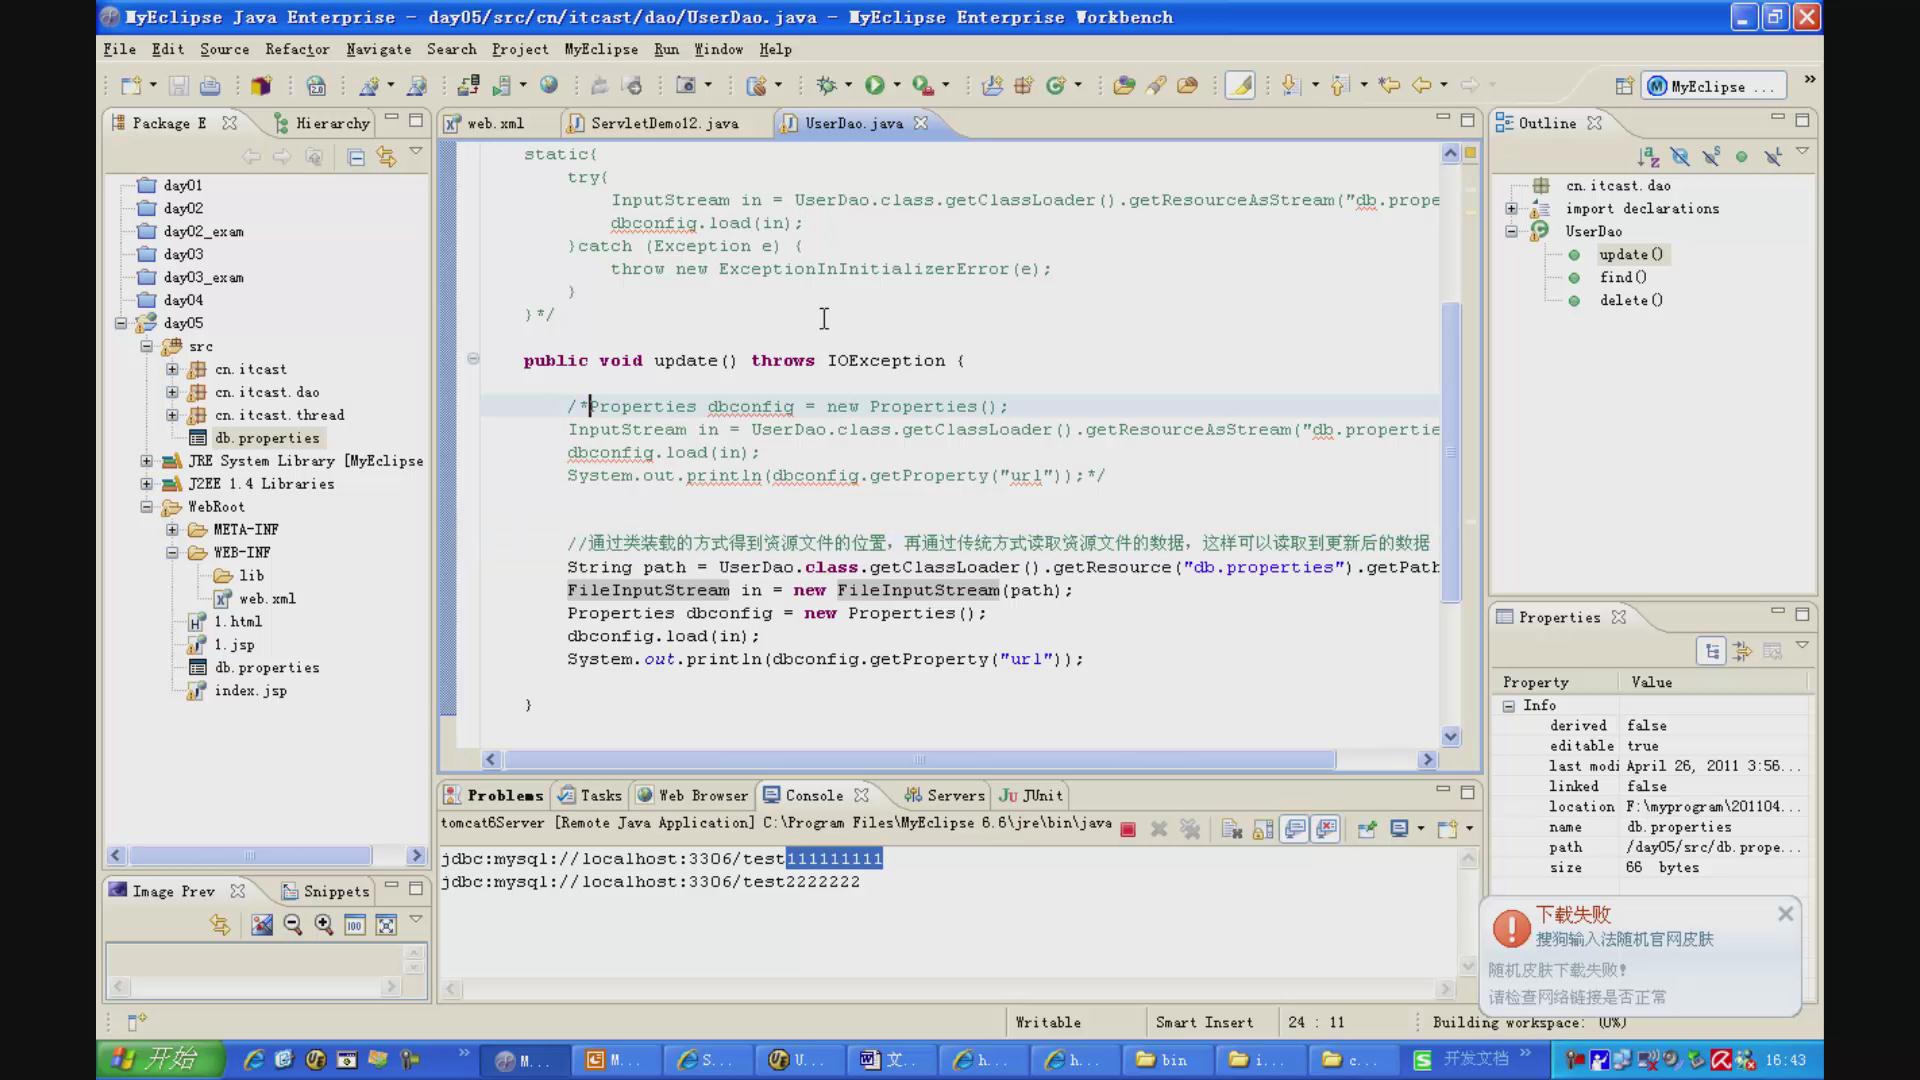 MyEclipse Java Enterprise - day05/src/cn/itcast/dao/UserDao.java - MyEclipse Enterprise Workbench
File Edit Source Refactor Navigate Search Project MyEclipse Run Window Help
MyEclipse ...
Package E
Hierarchy
day01
day02
day02_exam
day03
day03_exam
day04
day05
src
cn.itcast
cn.itcast.dao
cn.itcast.thread
db.properties
JRE System Library [MyEclipse
J2EE 1.4 Libraries
WebRoot
META-INF
WEB-INF
lib
web.xml
1.html
1.jsp
db.properties
index.jsp
Image Prev
Snippets
web.xml
ServletDemo12.java
UserDao.java
static{
try{
InputStream in = UserDao.class.getClassLoader().getResourceAsStream("db.prope
dbconfig.load(in);
}catch (Exception e) {
throw new ExceptionInInitializerError(e);
}
}*/
public void update() throws IOException {
/*Properties dbconfig = new Properties();
InputStream in = UserDao.class.getClassLoader().getResourceAsStream("db.propertie
dbconfig.load(in);
System.out.println(dbconfig.getProperty("url"));*/
//通过类装载的方式得到资源文件的位置，再通过传统方式读取资源文件的数据，这样可以读取到更新后的数据
String path = UserDao.class.getClassLoader().getResource("db.properties").getPath
FileInputStream in = new FileInputStream(path);
Properties dbconfig = new Properties();
dbconfig.load(in);
System.out.println(dbconfig.getProperty("url"));
}
Problems
Tasks
Web Browser
Console
Servers
JUnit
tomcat6Server [Remote Java Application] C:\Program Files\MyEclipse 6.6\jre\bin\java
jdbc:mysql://localhost:3306/test111111111
jdbc:mysql://localhost:3306/test2222222
Outline
cn.itcast.dao
import declarations
UserDao
update()
find()
delete()
Properties
Property Value
Info
derived false
editable true
last modi April 26, 2011 3:56...
linked false
location F:\myprogram\201104...
name db.properties
path /day05/src/db.prope...
size 66 bytes
下载失败
搜狗输入法随机官网皮肤
随机皮肤下载失败！
请检查网络链接是否正常
Writable
Smart Insert
24 : 11
Building workspace: (0%)
开始
M...
M...
S...
U...
文...
h...
h...
bin
i...
c...
开发文档
16:43